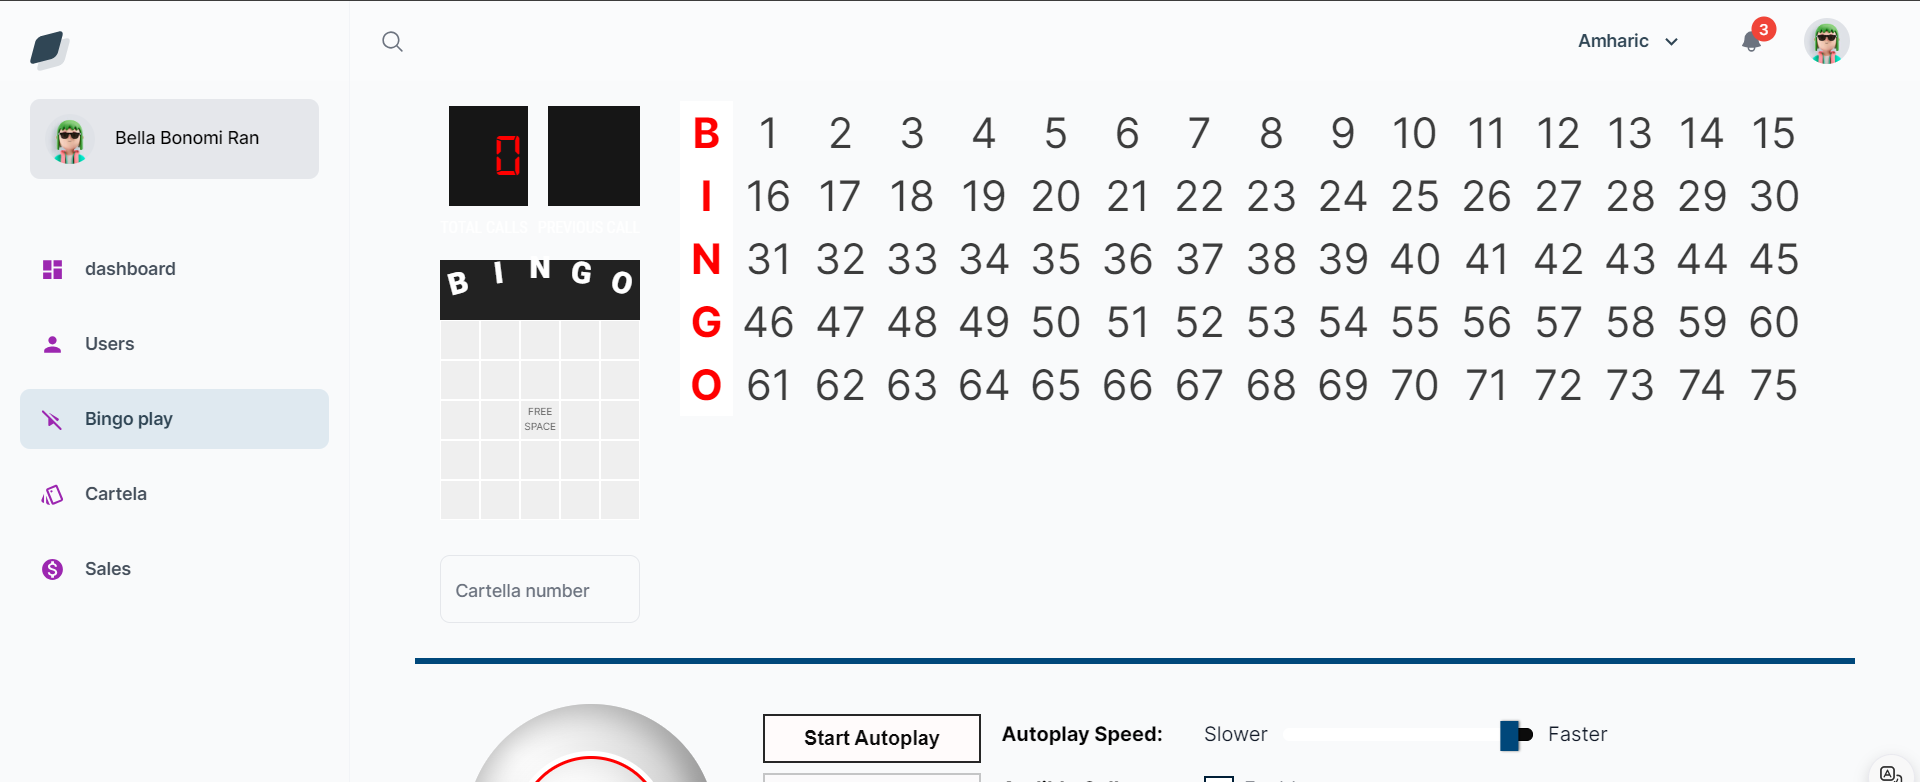 Amharic
3
Bella Bonomi Ran
dashboard
Users
Bingo play
Cartela
Sales
0
TOTAL CALLS PREVIOUS CALL
B I N G O
FREE
SPACE
Cartella number
B 1 2 3 4 5 6 7 8 9 10 11 12 13 14 15
I 16 17 18 19 20 21 22 23 24 25 26 27 28 29 30
N 31 32 33 34 35 36 37 38 39 40 41 42 43 44 45
G 46 47 48 49 50 51 52 53 54 55 56 57 58 59 60
O 61 62 63 64 65 66 67 68 69 70 71 72 73 74 75
Start Autoplay
Autoplay Speed: Slower Faster